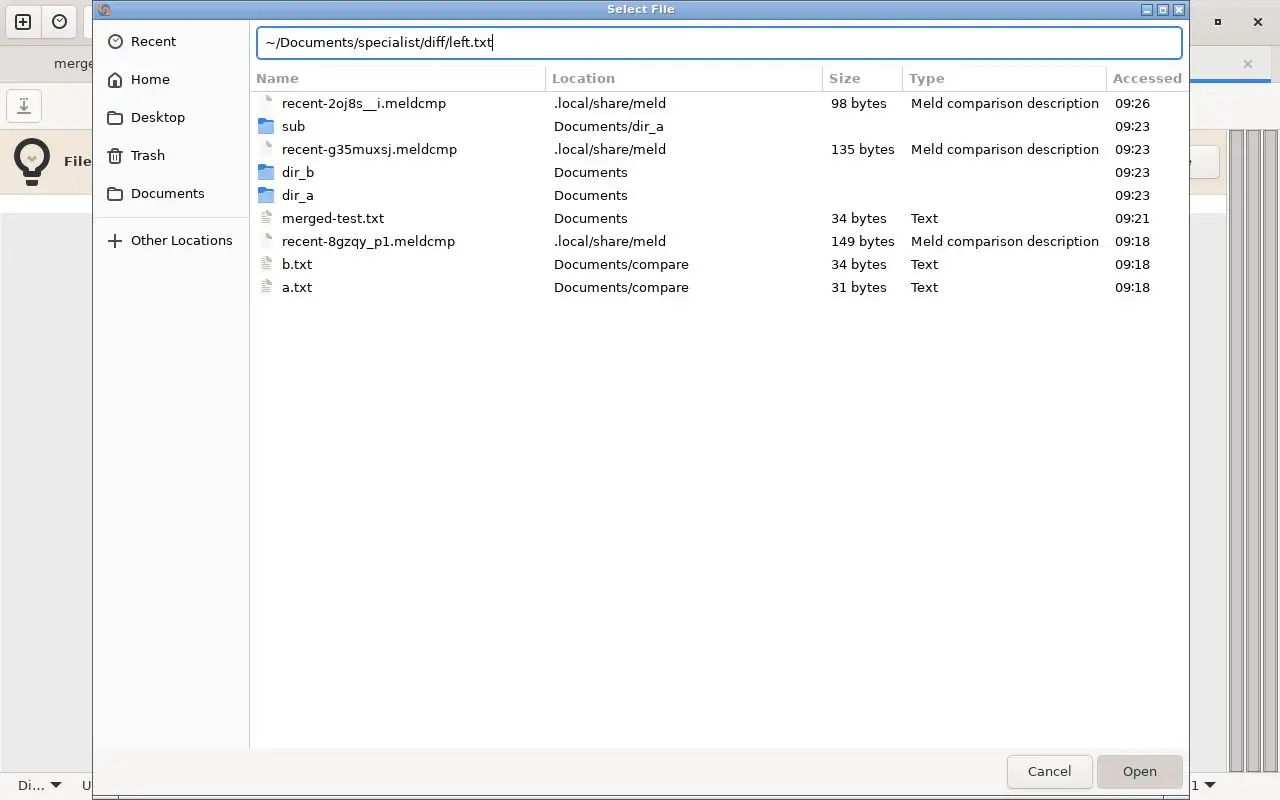 Select File
merge
Recent
Home
Desktop
Trash
Documents
Other Locations
~/Documents/specialist/diff/left.txt
Name Location Size Type Accessed
recent-2oj8s__i.meldcmp .local/share/meld 98 bytes Meld comparison description 09:26
sub Documents/dir_a 09:23
recent-g35muxsj.meldcmp .local/share/meld 135 bytes Meld comparison description 09:23
dir_b Documents 09:23
dir_a Documents 09:23
merged-test.txt Documents 34 bytes Text 09:21
recent-8gzqy_p1.meldcmp .local/share/meld 149 bytes Meld comparison description 09:18
b.txt Documents/compare 34 bytes Text 09:18
a.txt Documents/compare 31 bytes Text 09:18
File
Cancel Open
Di... U 1